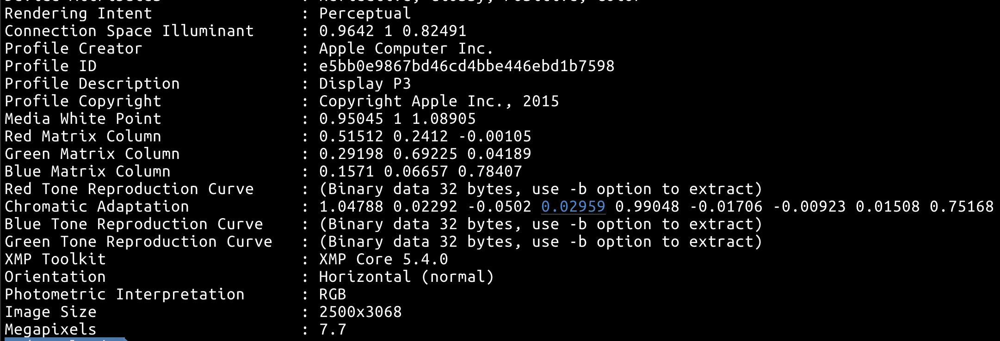 Device Attributes : Reflective, Glossy, Positive, Color
Rendering Intent : Perceptual
Connection Space Illuminant : 0.9642 1 0.82491
Profile Creator : Apple Computer Inc.
Profile ID : e5bb0e9867bd46cd4bbe446ebd1b7598
Profile Description : Display P3
Profile Copyright : Copyright Apple Inc., 2015
Media White Point : 0.95045 1 1.08905
Red Matrix Column : 0.51512 0.2412 -0.00105
Green Matrix Column : 0.29198 0.69225 0.04189
Blue Matrix Column : 0.1571 0.06657 0.78407
Red Tone Reproduction Curve : (Binary data 32 bytes, use -b option to extract)
Chromatic Adaptation : 1.04788 0.02292 -0.0502 0.02959 0.99048 -0.01706 -0.00923 0.01508 0.75168
Blue Tone Reproduction Curve : (Binary data 32 bytes, use -b option to extract)
Green Tone Reproduction Curve : (Binary data 32 bytes, use -b option to extract)
XMP Toolkit : XMP Core 5.4.0
Orientation : Horizontal (normal)
Photometric Interpretation : RGB
Image Size : 2500x3068
Megapixels : 7.7